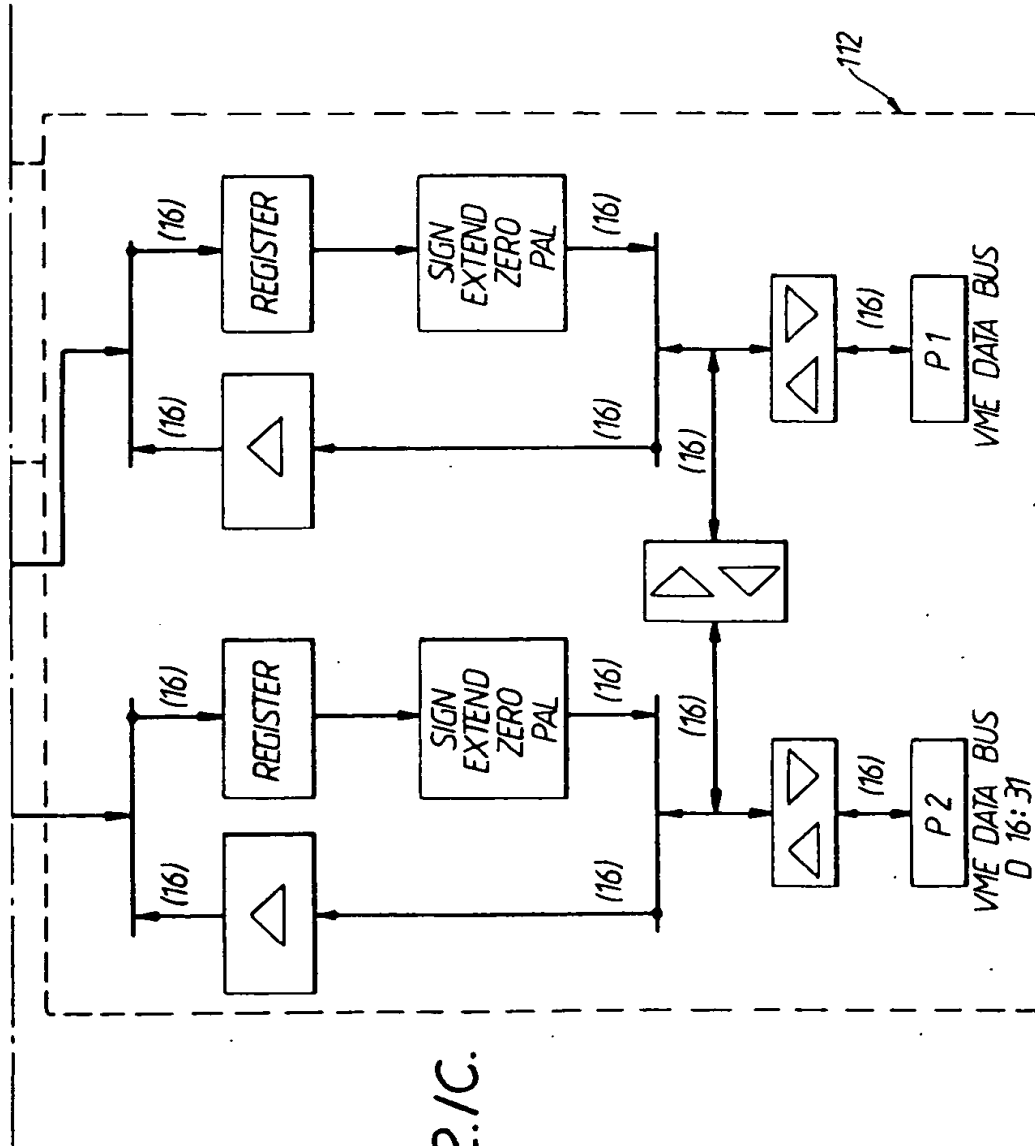 112
(16)
(16)
(16)
(16)
REGISTER
REGISTER
SIGN
EXTEND
ZERO
PAL
SIGN
EXTEND
ZERO
PAL
(16)
(16)
(16)
(16)
(16)
(16)
(16)
(16)
P2
P1
VME DATA BUS
D 16:31
VME DATA BUS